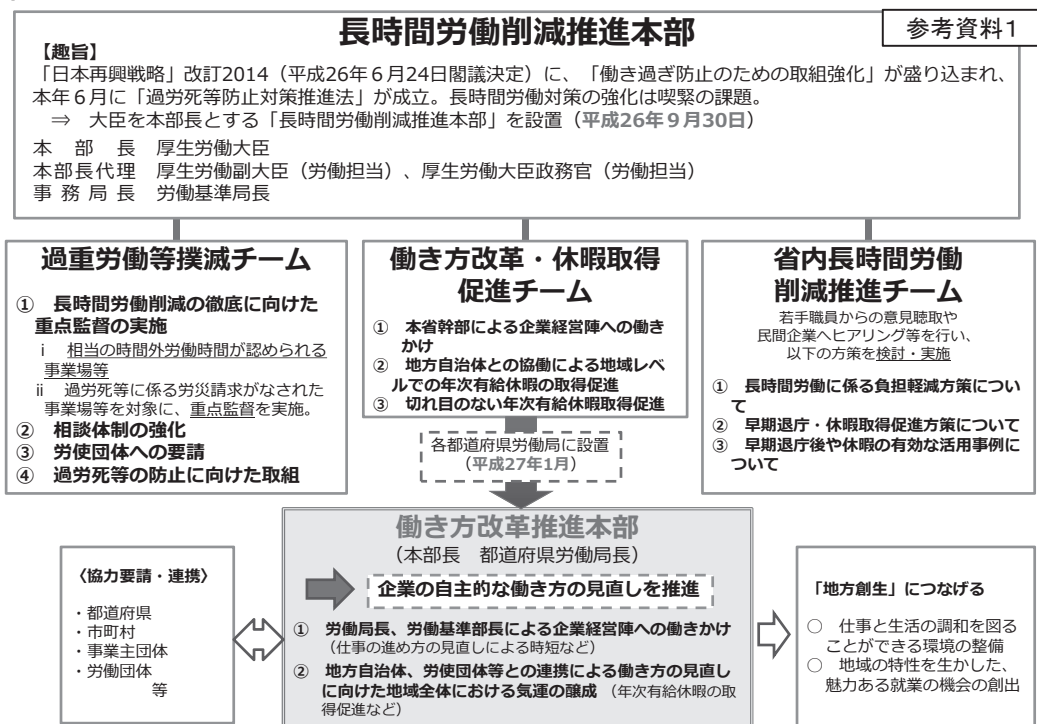 参考資料1
長時間労働削減推進本部
【趣旨】
「日本再興戦略」改訂2014（平成26年６月24日閣議決定）に、「働き過ぎ防止のための取組強化」が盛り込まれ、
本年６月に「過労死等防止対策推進法」が成立。長時間労働対策の強化は喫緊の課題。
⇒　大臣を本部長とする「長時間労働削減推進本部」を設置（平成26年９月30日）
本　部　長　厚生労働大臣
本部長代理　厚生労働副大臣（労働担当）、厚生労働大臣政務官（労働担当）
事 務 局 長　労働基準局長
過重労働等撲滅チーム
①　長時間労働削減の徹底に向けた
重点監督の実施
ⅰ　相当の時間外労働時間が認められる
事業場等
ⅱ　過労死等に係る労災請求がなされた
事業場等を対象に、重点監督を実施。
②　相談体制の強化
③　労使団体への要請
④　過労死等の防止に向けた取組
働き方改革・休暇取得
促進チーム
①　本省幹部による企業経営陣への働き
かけ
②　地方自治体との協働による地域レベ
ルでの年次有給休暇の取得促進
③　切れ目のない年次有給休暇取得促進
省内長時間労働
削減推進チーム
若手職員からの意見聴取や
民間企業へヒアリング等を行い、
以下の方策を検討・実施
①　長時間労働に係る負担軽減方策につい
て
②　早期退庁・休暇取得促進方策について
③　早期退庁後や休暇の有効な活用事例に
ついて
各都道府県労働局に設置
（平成27年1月）
働き方改革推進本部
（本部長　都道府県労働局長）
企業の自主的な働き方の見直しを推進
①　労働局長、労働基準部長による企業経営陣への働きかけ
（仕事の進め方の見直しによる時短など）
②　地方自治体、労使団体等との連携による働き方の見直し
に向けた地域全体における気運の醸成（年次有給休暇の取
得促進など）
〈協力要請・連携〉
・都道府県
・市町村
・事業主団体
・労働団体
等
「地方創生」につなげる
○　仕事と生活の調和を図る
ことができる環境の整備
○　地域の特性を生かした、
魅力ある就業の機会の創出